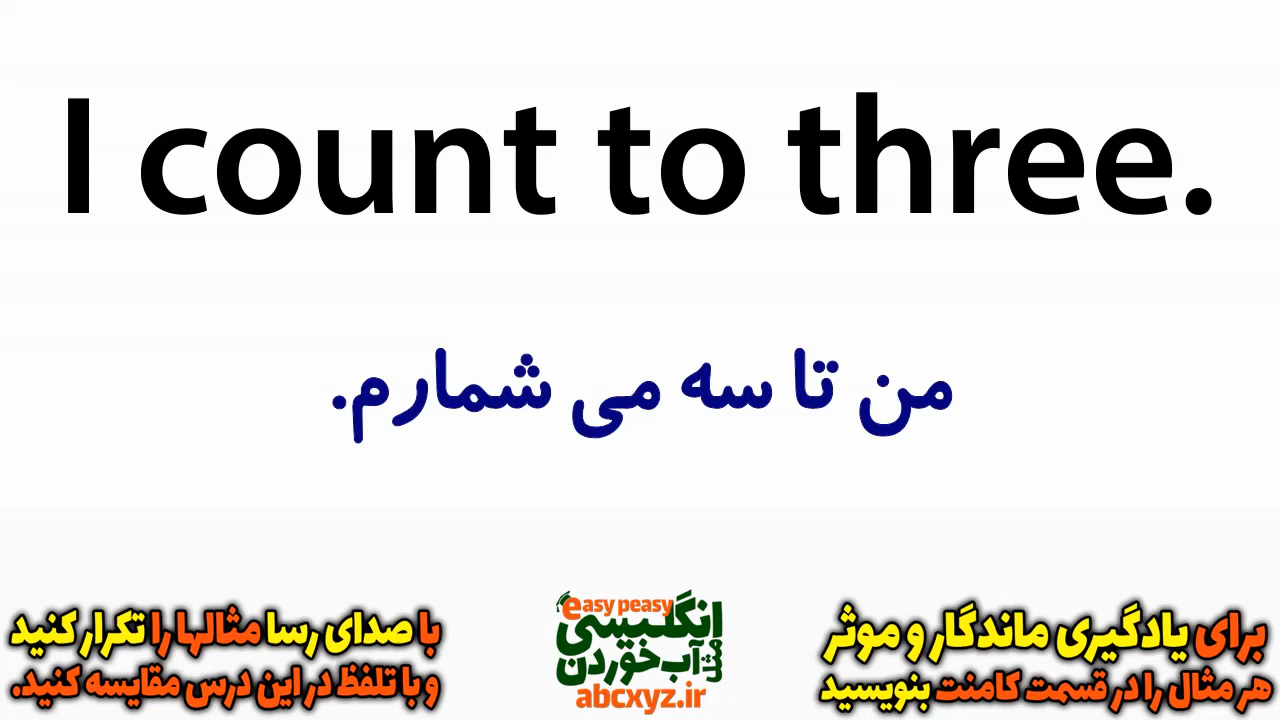 I count to three.
من تا سه می شمارم.
برای یادگیری ماندگار و موثر
هر مثال را در قسمت کامنت بنویسید
easy peasy
انگلیسی
مثل آب خوردن
abcxyz.ir
با صدای رسا مثالها را تکرار کنید
و با تلفظ در این درس مقایسه کنید.